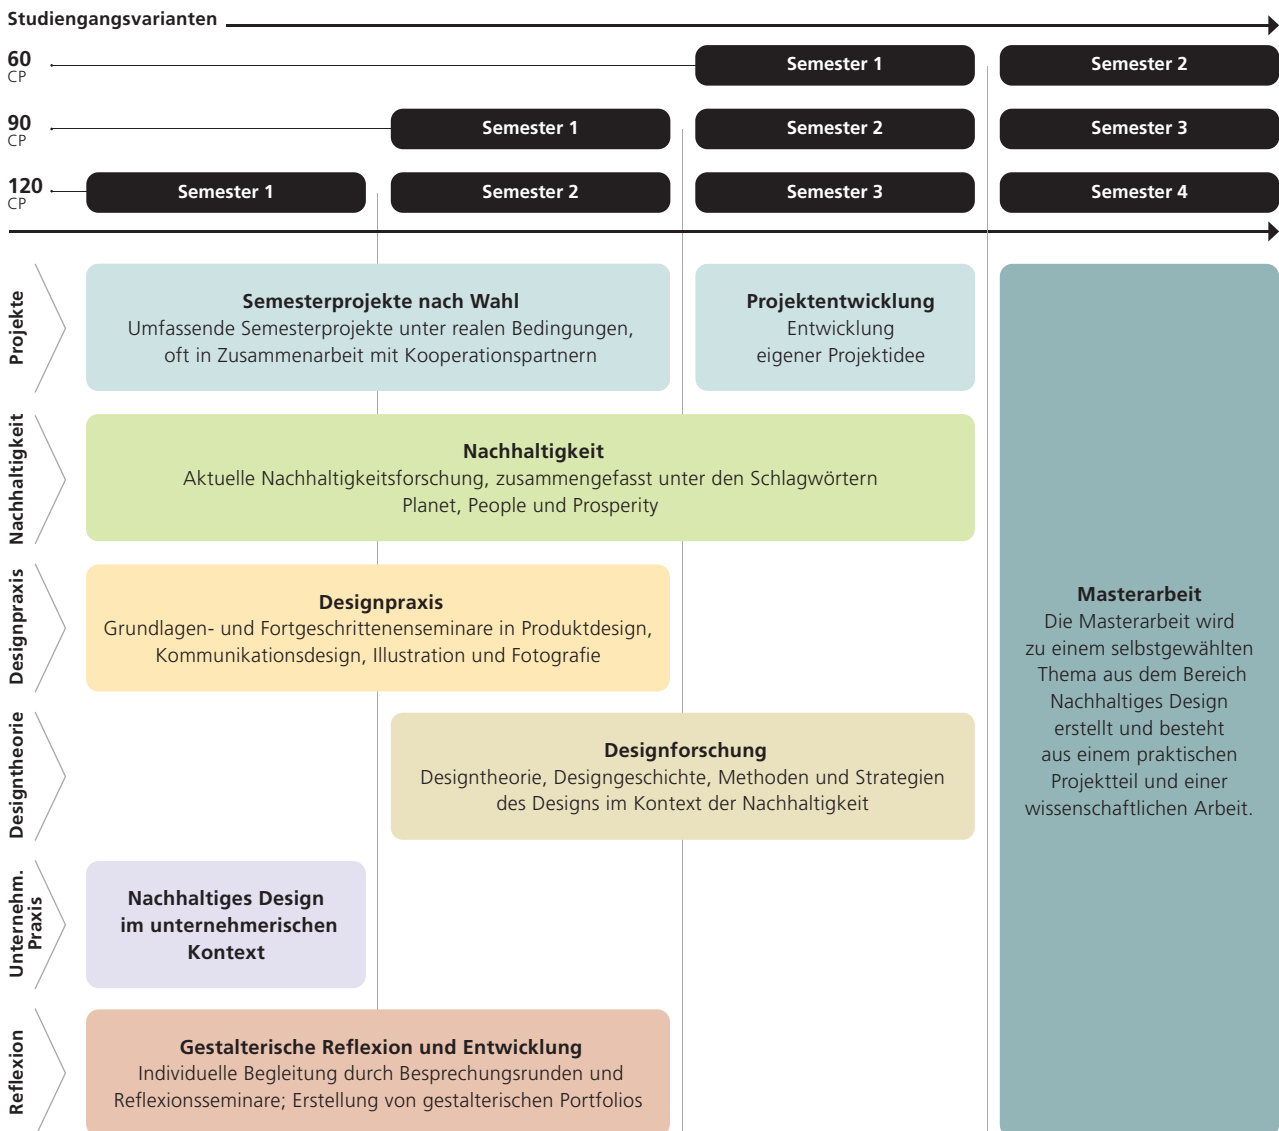 Studiengangsvarianten
60
CP
Semester 1
Semester 2
90
CP
Semester 1
Semester 2
Semester 3
120
CP
Semester 1
Semester 2
Semester 3
Semester 4
Projekte
Semesterprojekte nach Wahl
Umfassende Semesterprojekte unter realen Bedingungen,
oft in Zusammenarbeit mit Kooperationspartnern
Projektentwicklung
Entwicklung
eigener Projektidee
Nachhaltigkeit
Nachhaltigkeit
Aktuelle Nachhaltigkeitsforschung, zusammengefasst unter den Schlagwörtern
Planet, People und Prosperity
Designpraxis
Designpraxis
Grundlagen- und Fortgeschrittenenseminare in Produktdesign,
Kommunikationsdesign, Illustration und Fotografie
Designtheorie
Designforschung
Designtheorie, Designgeschichte, Methoden und Strategien
des Designs im Kontext der Nachhaltigkeit
Unternehm.
Praxis
Nachhaltiges Design
im unternehmerischen
Kontext
Reflexion
Gestalterische Reflexion und Entwicklung
Individuelle Begleitung durch Besprechungsrunden und
Reflexionsseminare; Erstellung von gestalterischen Portfolios
Masterarbeit
Die Masterarbeit wird
zu einem selbstgewählten
Thema aus dem Bereich
Nachhaltiges Design
erstellt und besteht
aus einem praktischen
Projektteil und einer
wissenschaftlichen Arbeit.